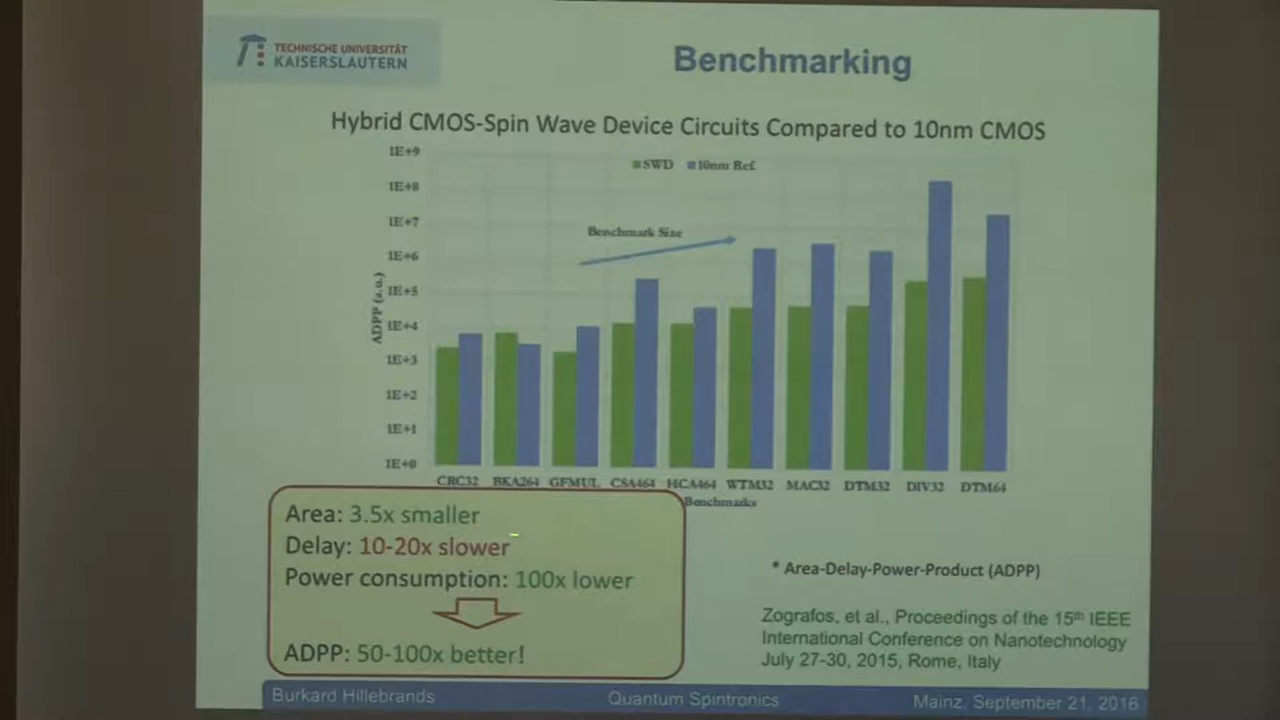 TECHNISCHE UNIVERSITÄT
KAISERSLAUTERN
Benchmarking
Hybrid CMOS-Spin Wave Device Circuits Compared to 10nm CMOS
SWD 10nm Ref.
1E+9
1E+8
1E+7
1E+6
1E+5
1E+4
1E+3
1E+2
1E+1
1E+0
ADPP (a.u.)
Benchmark Size
CRC32 BKA264 GFMUL CSA464 HCA464 WTM32 MAC32 DTM32 DIV32 DTM64
Benchmarks
Area: 3.5x smaller
Delay: 10-20x slower
Power consumption: 100x lower
ADPP: 50-100x better!
* Area-Delay-Power-Product (ADPP)
Zografos, et al., Proceedings of the 15th IEEE
International Conference on Nanotechnology
July 27-30, 2015, Rome, Italy
Burkard Hillebrands Quantum Spintronics Mainz, September 21, 2016